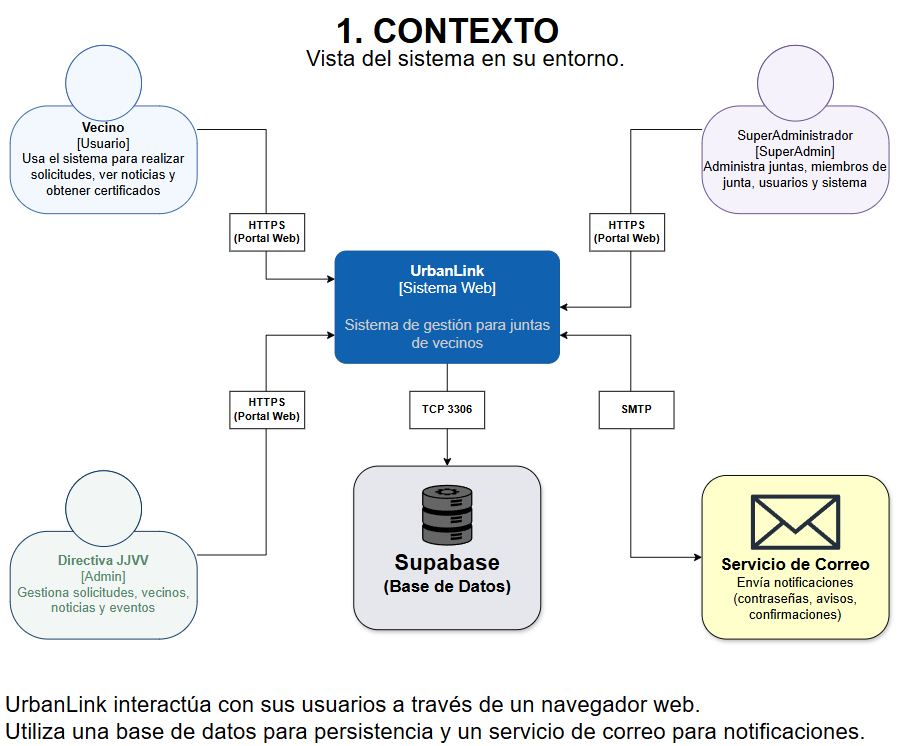 1. CONTEXTO
Vista del sistema en su entorno.
Vecino
[Usuario]
Usa el sistema para realizar
solicitudes, ver noticias y
obtener certificados
SuperAdministrador
[SuperAdmin]
Administra juntas, miembros de
junta, usuarios y sistema
HTTPS
(Portal Web)
HTTPS
(Portal Web)
UrbanLink
[Sistema Web]
Sistema de gestión para juntas
de vecinos
HTTPS
(Portal Web)
TCP 3306
SMTP
Directiva JJVV
[Admin]
Gestiona solicitudes, vecinos,
noticias y eventos
Supabase
(Base de Datos)
Servicio de Correo
Envía notificaciones
(contraseñas, avisos,
confirmaciones)
UrbanLink interactúa con sus usuarios a través de un navegador web.
Utiliza una base de datos para persistencia y un servicio de correo para notificaciones.